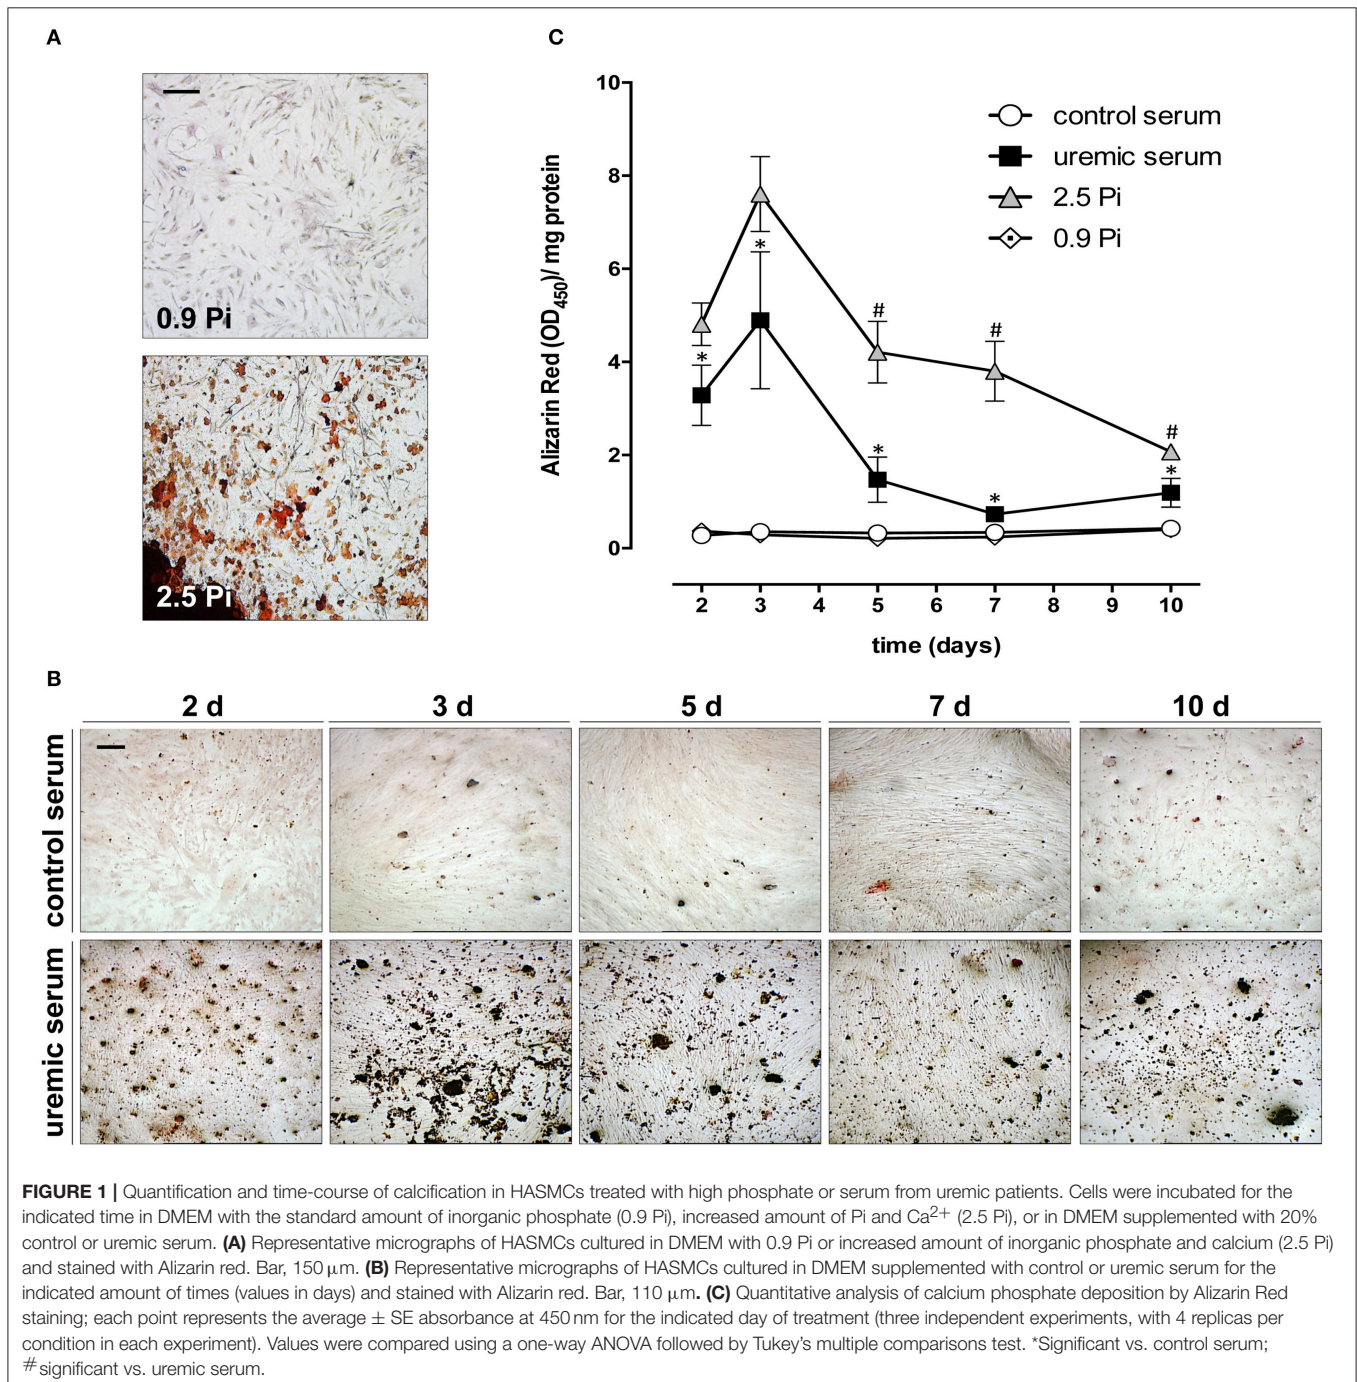 A
0.9 Pi
2.5 Pi
C
10
8
6
4
2
0
Alizarin Red (OD450)/ mg protein
control serum
uremic serum
2.5 Pi
0.9 Pi
*
*
#
*
#
*
#
*
2 3 4 5 6 7 8 9 10
time (days)
B
2 d 3 d 5 d 7 d 10 d
control serum
uremic serum
FIGURE 1 | Quantification and time-course of calcification in HASMCs treated with high phosphate or serum from uremic patients. Cells were incubated for the
indicated time in DMEM with the standard amount of inorganic phosphate (0.9 Pi), increased amount of Pi and Ca2+ (2.5 Pi), or in DMEM supplemented with 20%
control or uremic serum. (A) Representative micrographs of HASMCs cultured in DMEM with 0.9 Pi or increased amount of inorganic phosphate and calcium (2.5 Pi)
and stained with Alizarin red. Bar, 150 μm. (B) Representative micrographs of HASMCs cultured in DMEM supplemented with control or uremic serum for the
indicated amount of times (values in days) and stained with Alizarin red. Bar, 110 μm. (C) Quantitative analysis of calcium phosphate deposition by Alizarin Red
staining; each point represents the average ± SE absorbance at 450 nm for the indicated day of treatment (three independent experiments, with 4 replicas per
condition in each experiment). Values were compared using a one-way ANOVA followed by Tukey's multiple comparisons test. *Significant vs. control serum;
#significant vs. uremic serum.